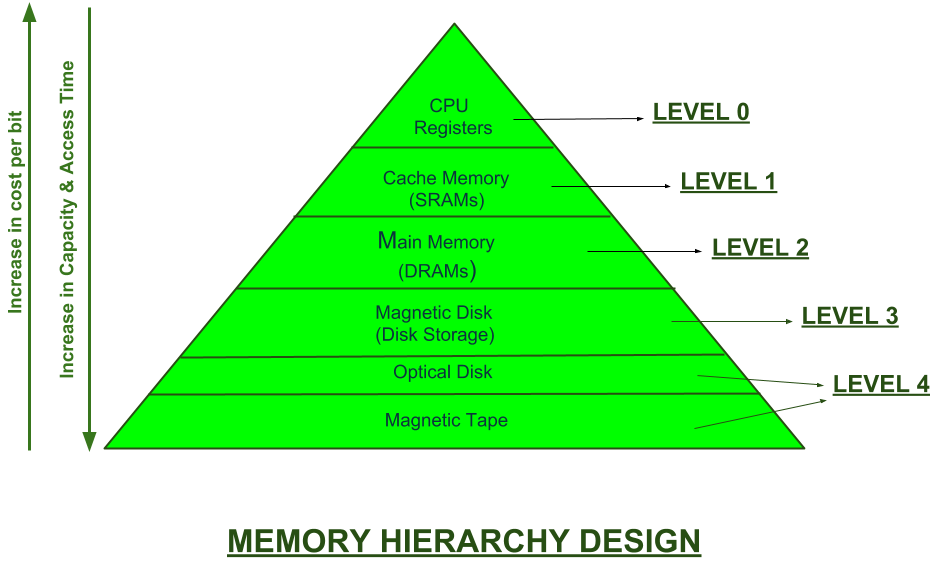 Increase in cost per bit
Increase in Capacity & Access Time
CPU
Registers
LEVEL 0
Cache Memory
(SRAMs)
LEVEL 1
Main Memory
(DRAMs)
LEVEL 2
Magnetic Disk
(Disk Storage)
LEVEL 3
Optical Disk
LEVEL 4
Magnetic Tape
MEMORY HIERARCHY DESIGN